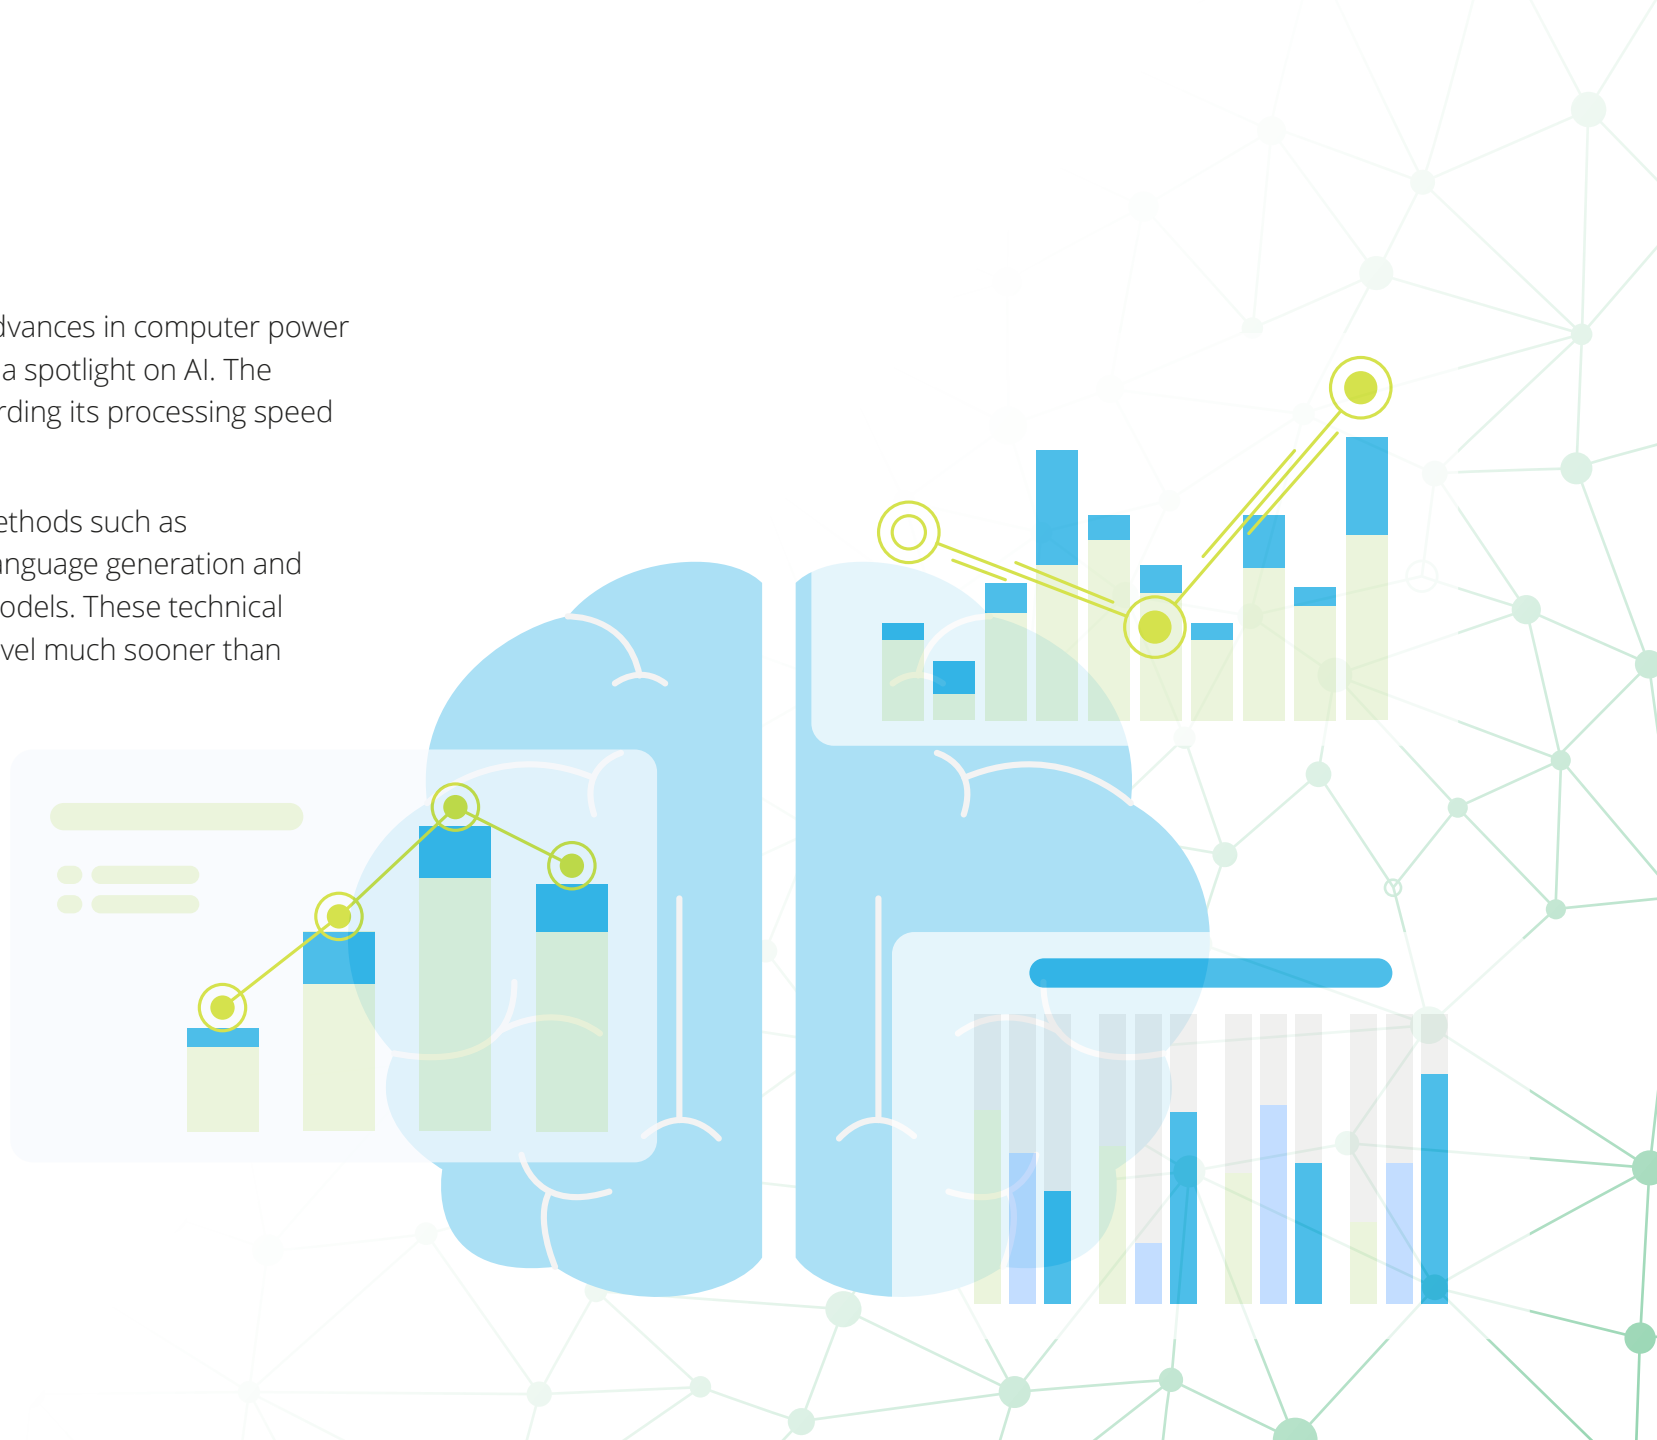 dvances in computer power
a spotlight on AI. The
rding its processing speed
ethods such as
anguage generation and
odels. These technical
vel much sooner than